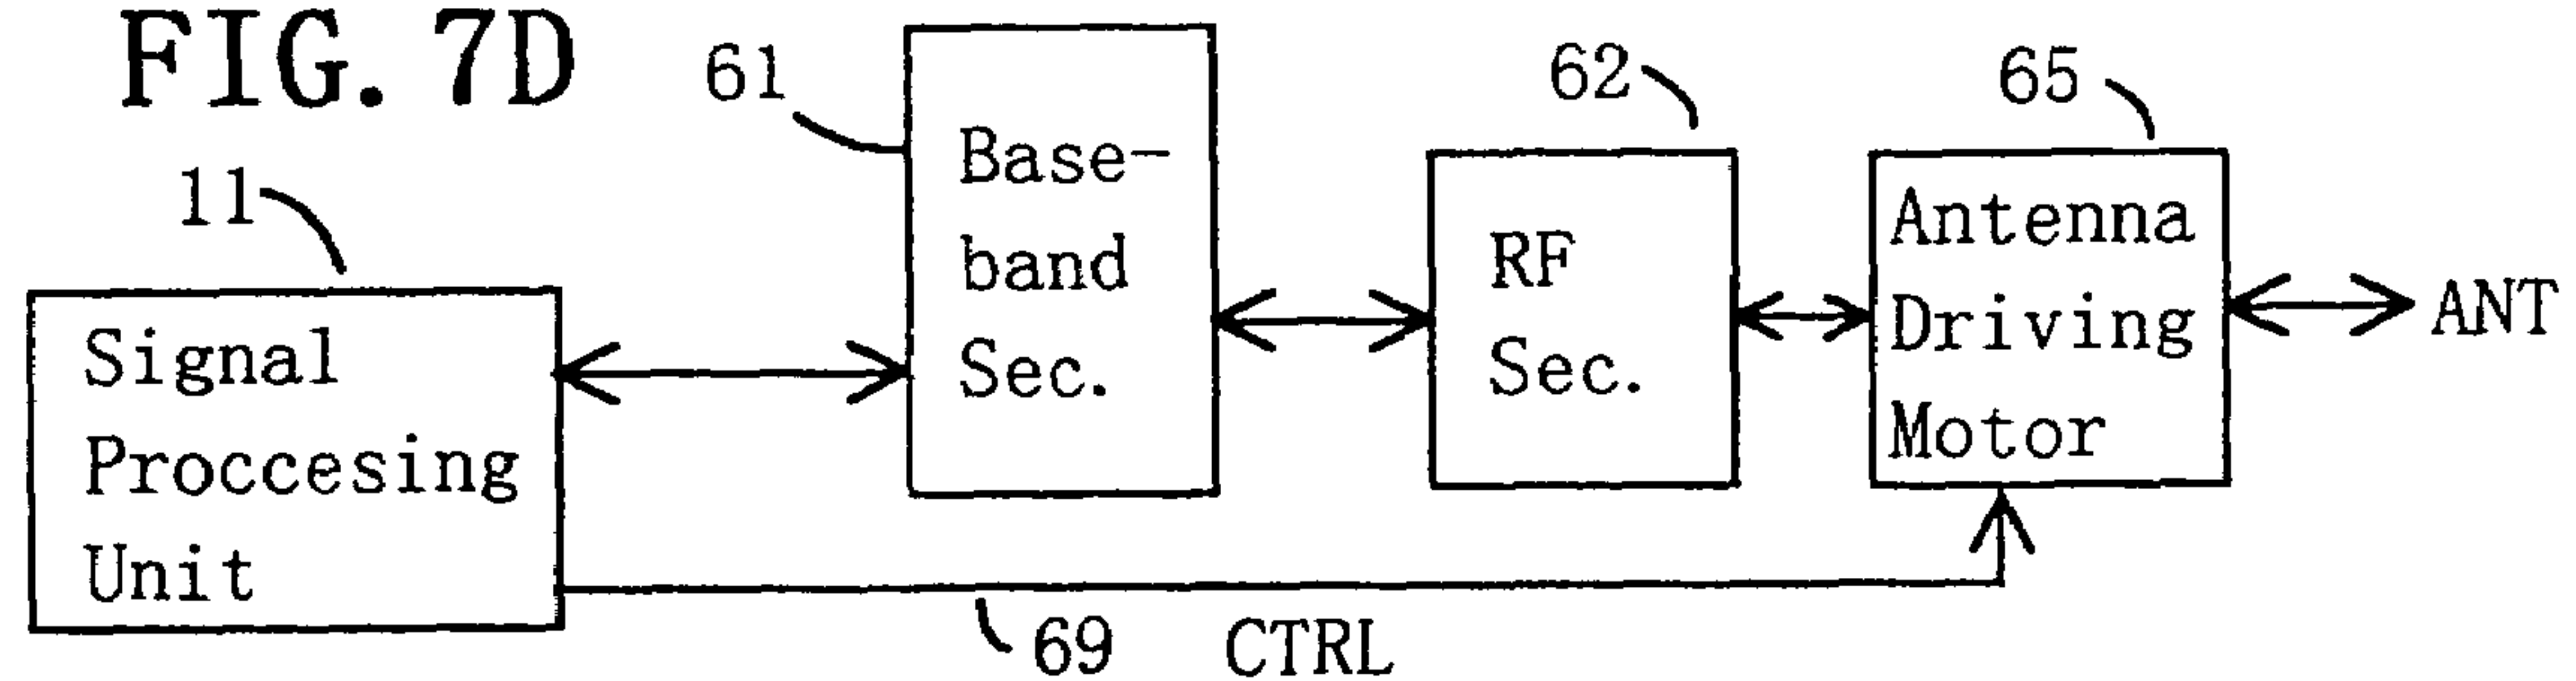 FIG. 7D
61
62
65
11
Base-
band
Sec.
RF
Sec.
Antenna
Driving
Motor
ANT
Signal
Proccesing
Unit
69 CTRL